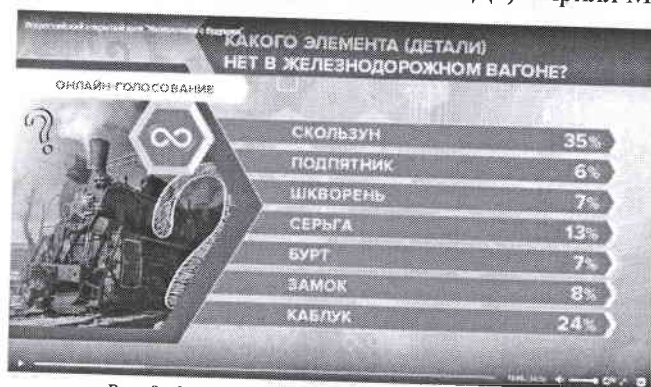 КАКОГО ЭЛЕМЕНТА (ДЕТАЛИ)
НЕТ В ЖЕЛЕЗНОДОРОЖНОМ ВАГОНЕ?
ОНЛАЙН-ГОЛОСОВАНИЕ
СКОЛЬЗУН 35%
ПОДПЯТНИК 6%
ШКВОРЕНЬ 7%
СЕРЬГА 13%
БУРТ 7%
ЗАМОК 8%
КАБЛУК 24%